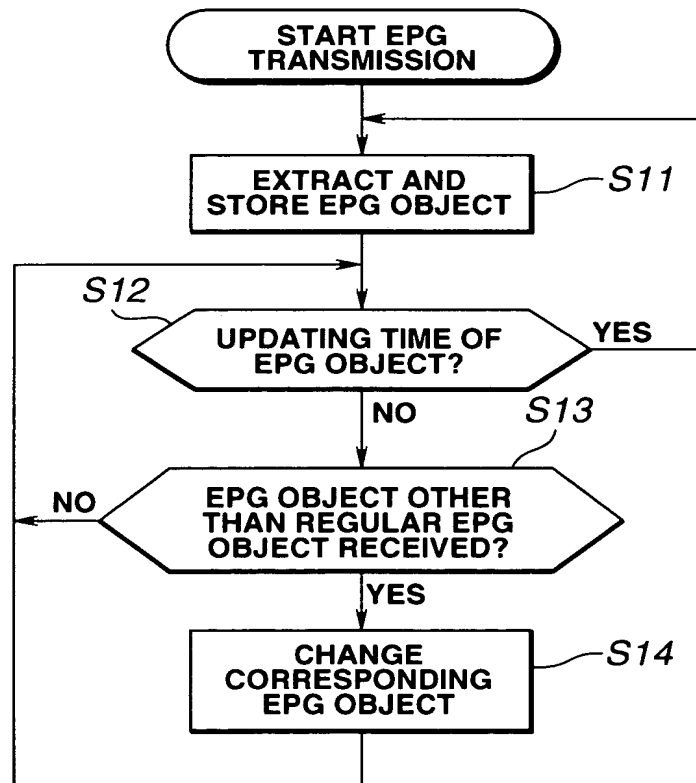 START EPG
TRANSMISSION
EXTRACT AND
STORE EPG OBJECT
S11
S12
UPDATING TIME OF
EPG OBJECT?
YES
NO
S13
EPG OBJECT OTHER
THAN REGULAR EPG
OBJECT RECEIVED?
NO
YES
CHANGE
CORRESPONDING
EPG OBJECT
S14